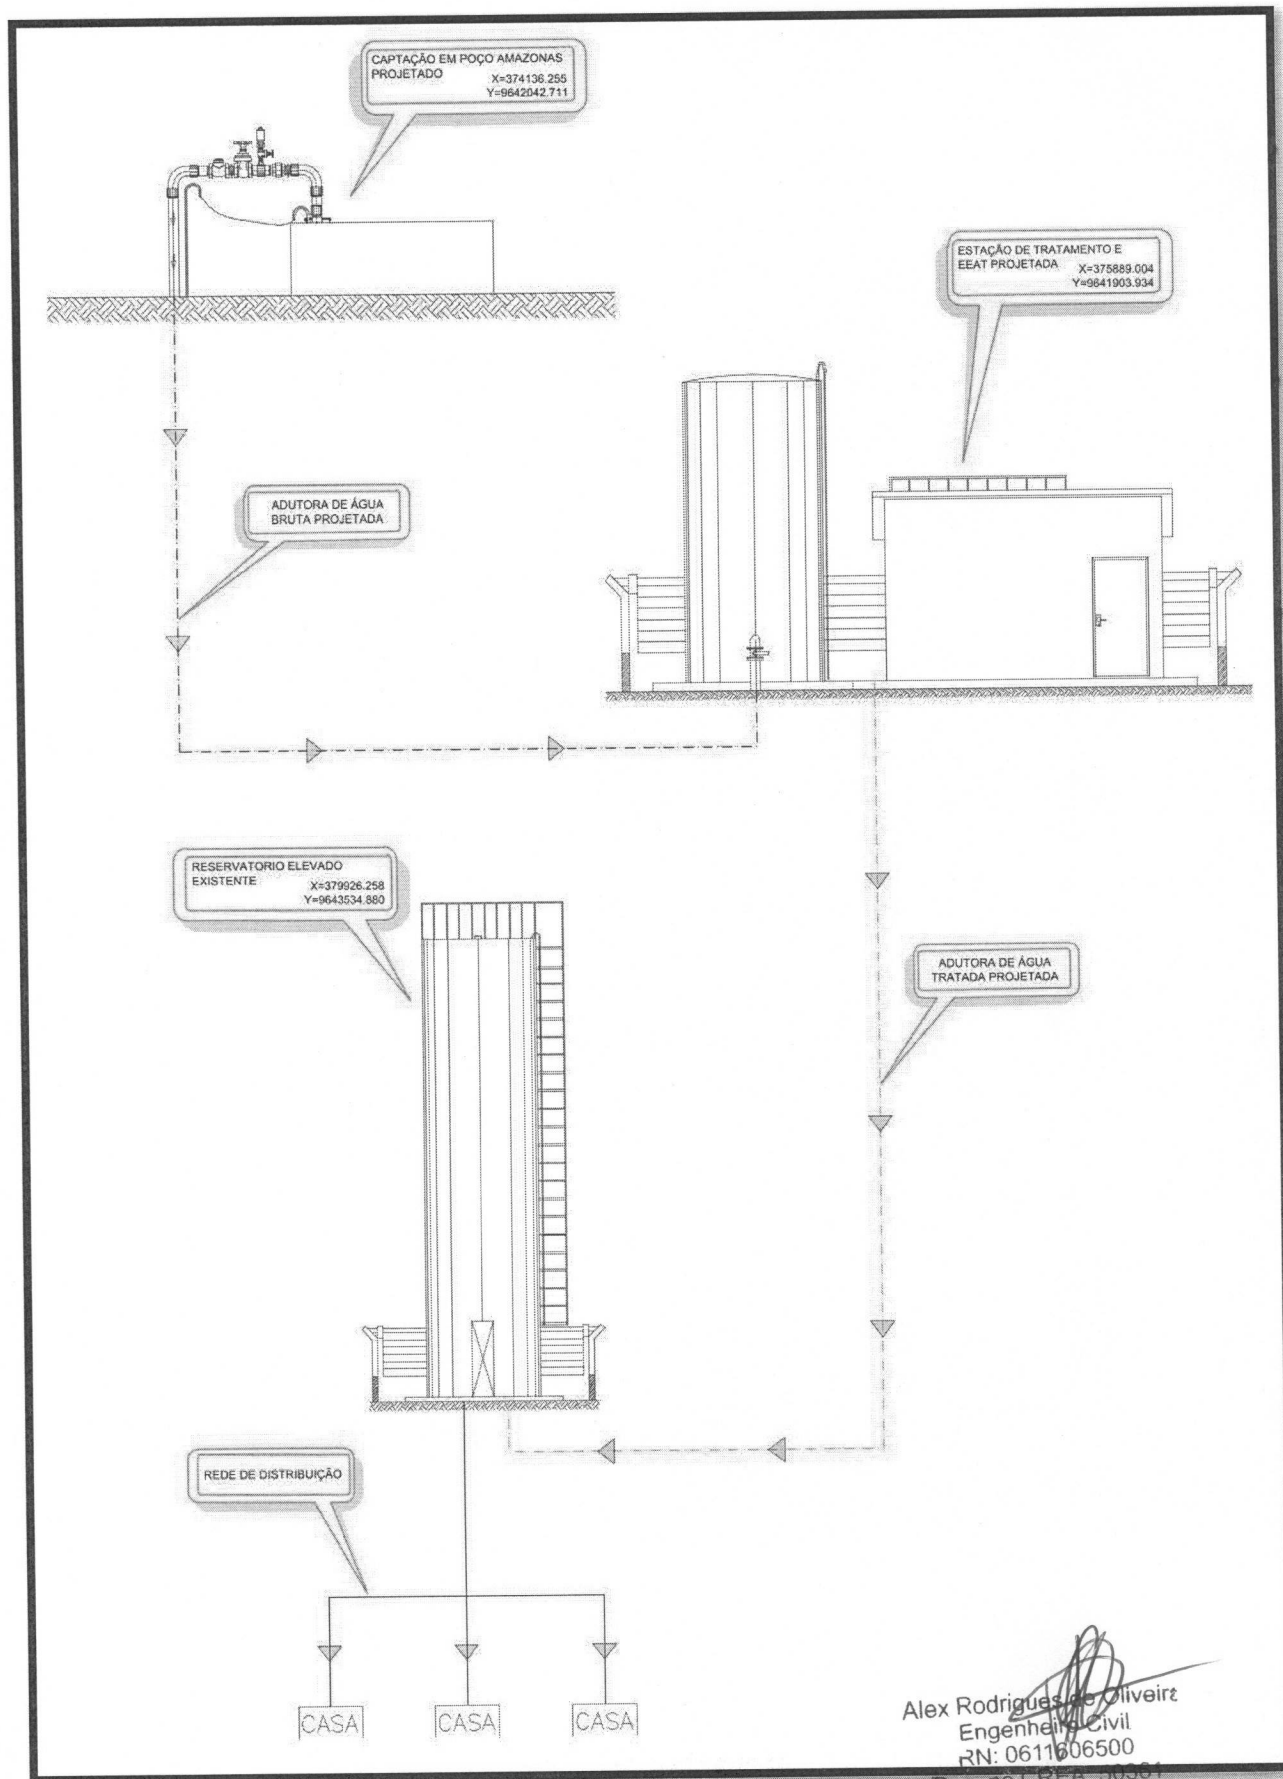 CAPTAÇÃO EM POÇO AMAZONAS
PROJETADO
X=374136.255
Y=9642042.711
ESTAÇÃO DE TRATAMENTO E
EEAT PROJETADA
X=375889.004
Y=9641903.934
ADUTORA DE ÁGUA
BRUTA PROJETADA
RESERVATORIO ELEVADO
EXISTENTE
X=379926.258
Y=9643534.880
ADUTORA DE ÁGUA
TRATADA PROJETADA
REDE DE DISTRIBUIÇÃO
CASA
CASA
CASA
Alex Rodrigues de Oliveira
Engenheiro Civil
RN: 0611606500